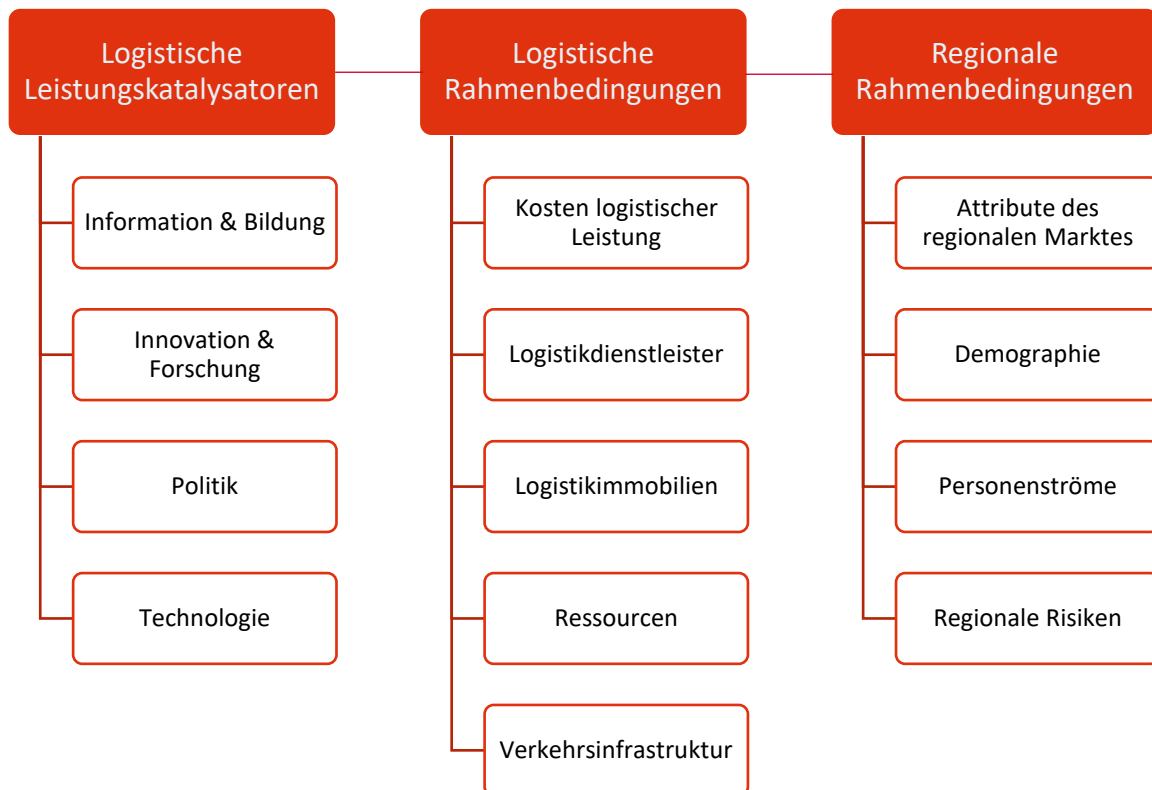 Logistische
Leistungskatalysatoren
Information & Bildung
Innovation &
Forschung
Politik
Technologie
Logistische
Rahmenbedingungen
Kosten logistischer
Leistung
Logistikdienstleister
Logistikimmobilien
Ressourcen
Verkehrsinfrastruktur
Regionale
Rahmenbedingungen
Attribute des
regionalen Marktes
Demographie
Personenströme
Regionale Risiken